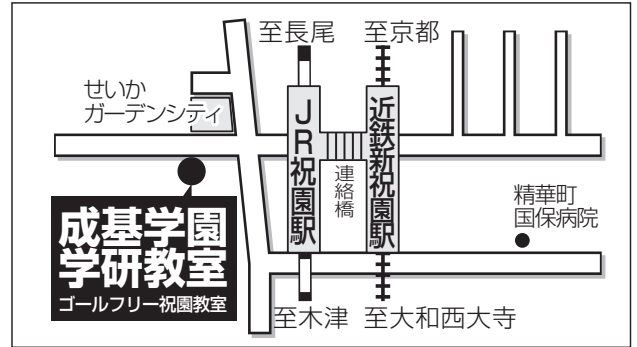 至長尾
至京都
せいか
ガーデンシティ
JR祝園駅
連絡橋
近鉄新祝園駅
精華町
国保病院
成基学園
学研教室
ゴールフリー祝園教室
至木津
至大和西大寺